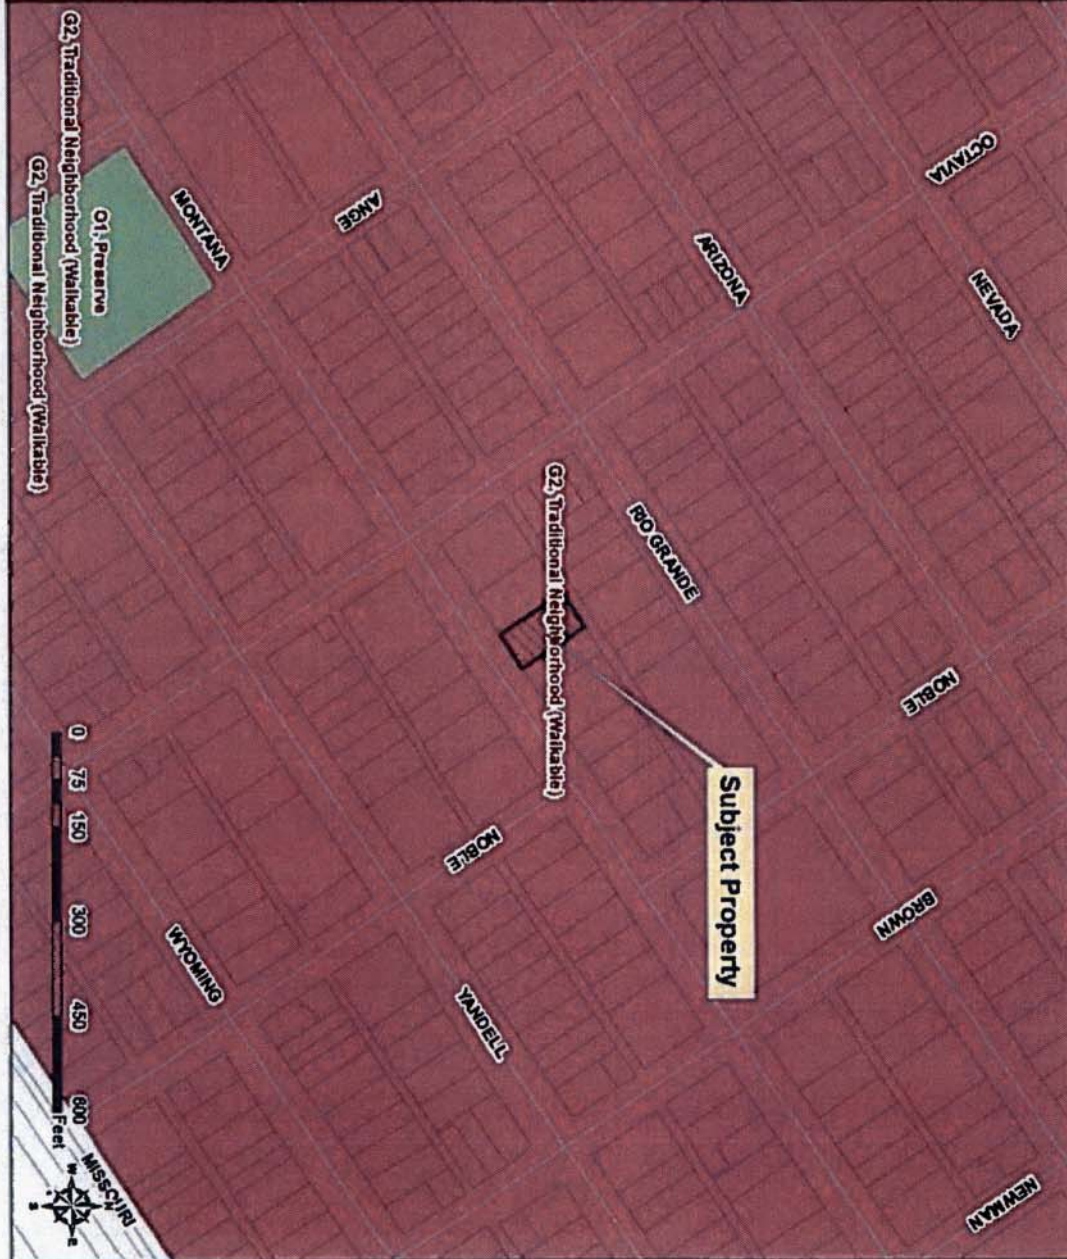 OCTAVIA
NEVADA
ARIZONA
ANGE
MONTANA
O1, Preserve
G2, Traditional Neighborhood (Walkable)
G2, Traditional Neighborhood (Walkable)
RIO GRANDE
G2, Traditional Neighborhood (Walkable)
NOBLE
Subject Property
BROWN
NOBLE
YANDELL
WYOMING
NEWMAN
MISSOURI
0 75 150 300 450 600
Feet
N
W
E
S